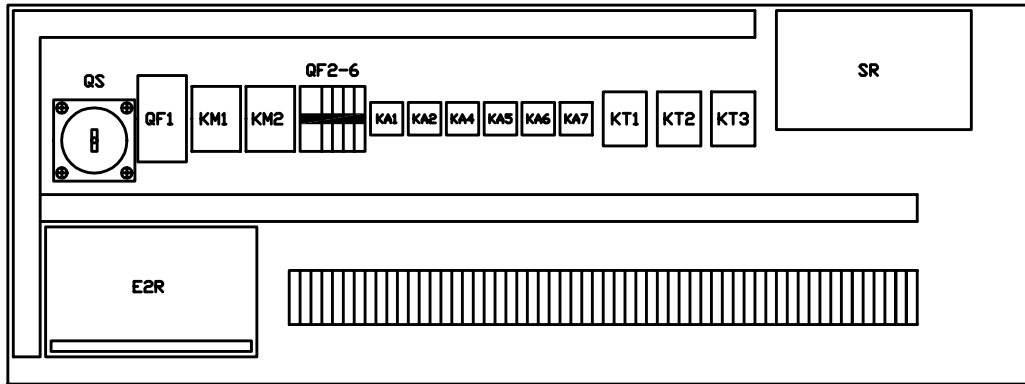 QF2-6
SR
QS
QF1
KM1
KM2
KA1
KA2
KA4
KA5
KA6
KA7
KT1
KT2
KT3
E2R